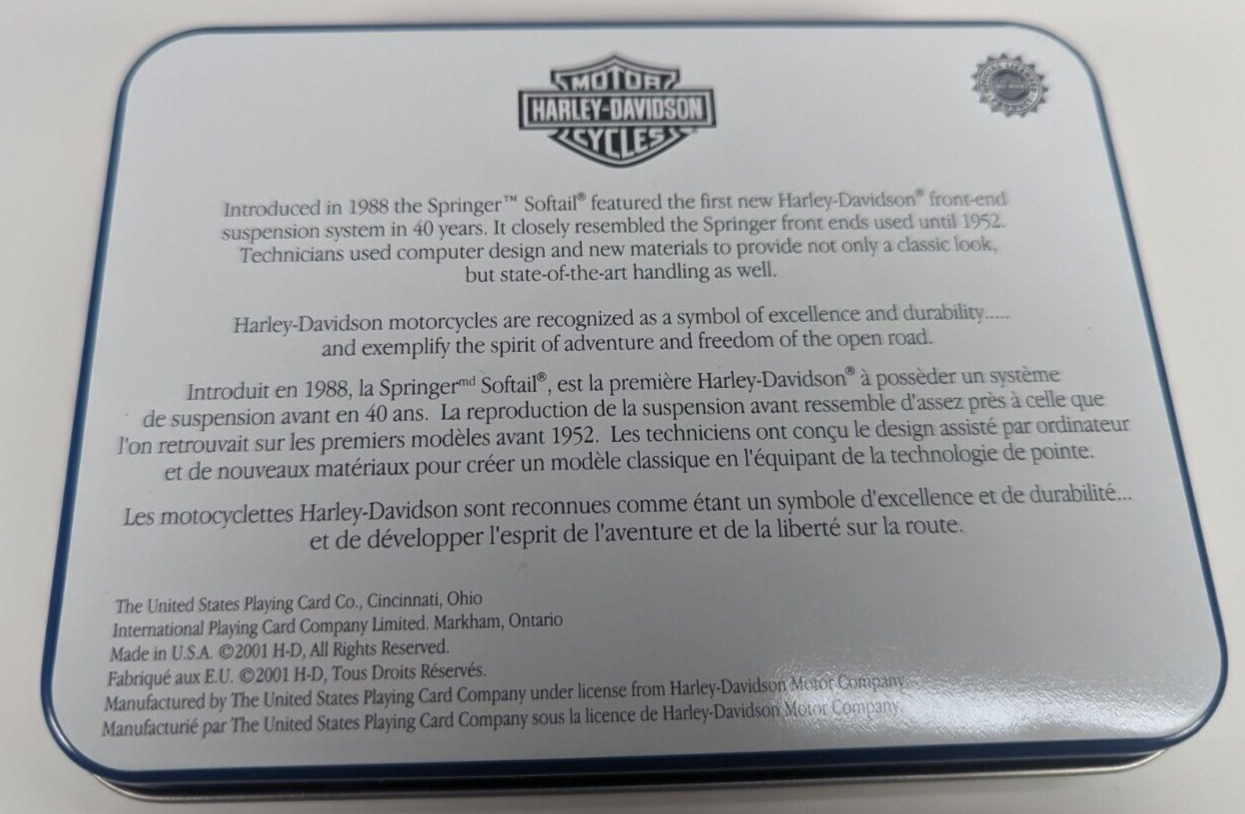 MOTOR
HARLEY-DAVIDSON
CYCLES
Introduced in 1988 the Springer™ Softail® featured the first new Harley-Davidson® front-end
suspension system in 40 years. It closely resembled the Springer front ends used until 1952.
Technicians used computer design and new materials to provide not only a classic look,
but state-of-the-art handling as well.
Harley-Davidson motorcycles are recognized as a symbol of excellence and durability.....
and exemplify the spirit of adventure and freedom of the open road.
Introduit en 1988, la Springerᵐᵈ Softail®, est la première Harley-Davidson® à possèder un système
de suspension avant en 40 ans. La reproduction de la suspension avant ressemble d'assez près à celle que
l'on retrouvait sur les premiers modèles avant 1952. Les techniciens ont conçu le design assisté par ordinateur
et de nouveaux matériaux pour créer un modèle classique en l'équipant de la technologie de pointe.
Les motocyclettes Harley-Davidson sont reconnues comme étant un symbole d'excellence et de durabilité...
et de développer l'esprit de l'aventure et de la liberté sur la route.
The United States Playing Card Co., Cincinnati, Ohio
International Playing Card Company Limited. Markham, Ontario
Made in U.S.A. ©2001 H-D, All Rights Reserved.
Fabriqué aux E.U. ©2001 H-D, Tous Droits Réservés.
Manufactured by The United States Playing Card Company under license from Harley-Davidson Motor Company.
Manufacturié par The United States Playing Card Company sous la licence de Harley-Davidson Motor Company.